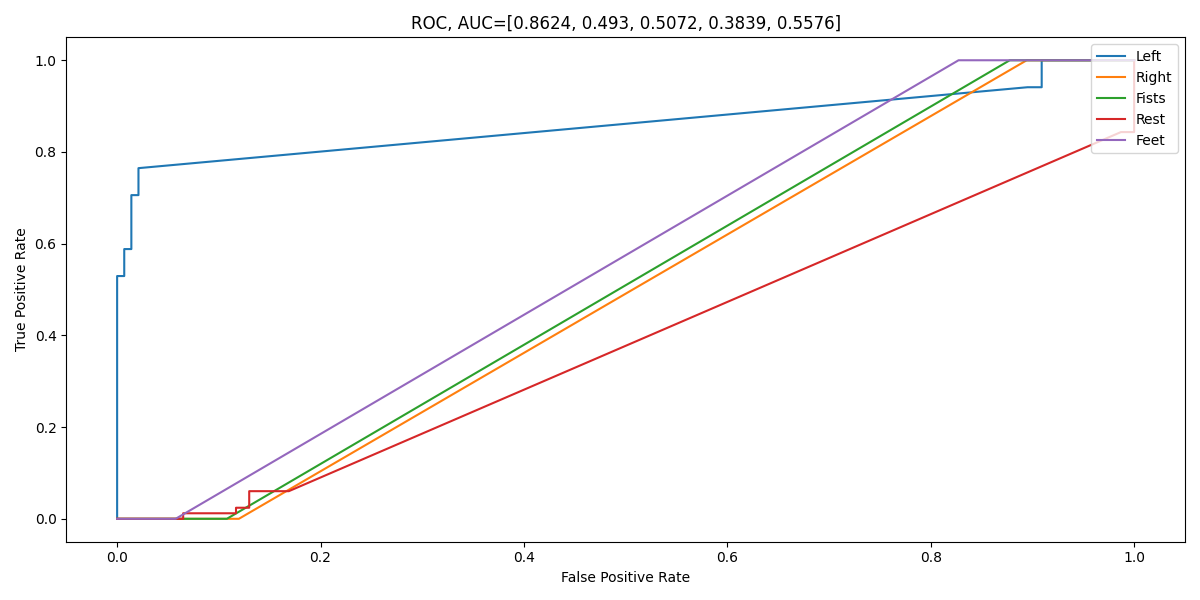 ROC, AUC=[0.8624, 0.493, 0.5072, 0.3839, 0.5576]
Left
Right
Fists
Rest
Feet
1.0
0.8
0.6
0.4
0.2
0.0
True Positive Rate
0.0 0.2 0.4 0.6 0.8 1.0
False Positive Rate